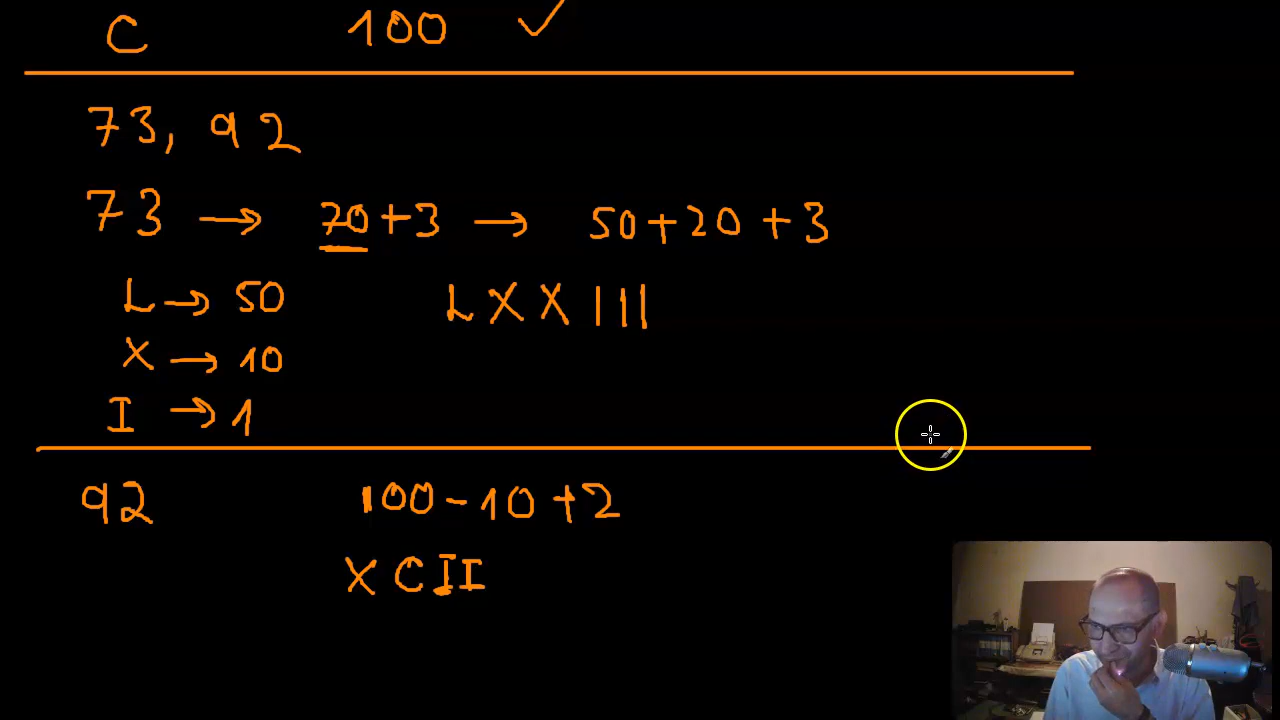 C 100 ✓
73, 92
73 → 70+3 → 50+20+3
L → 50 LXXIII
X → 10
I → 1
92 100-10+2
XCII